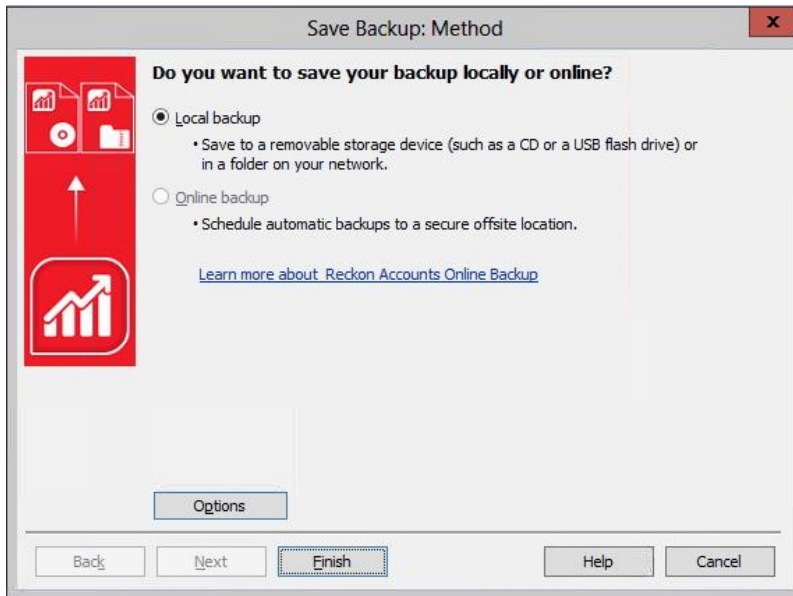 Save Backup: Method
X
Do you want to save your backup locally or online?
Local backup
• Save to a removable storage device (such as a CD or a USB flash drive) or
in a folder on your network.
Online backup
• Schedule automatic backups to a secure offsite location.
Learn more about Reckon Accounts Online Backup
Options
Back
Next
Finish
Help
Cancel